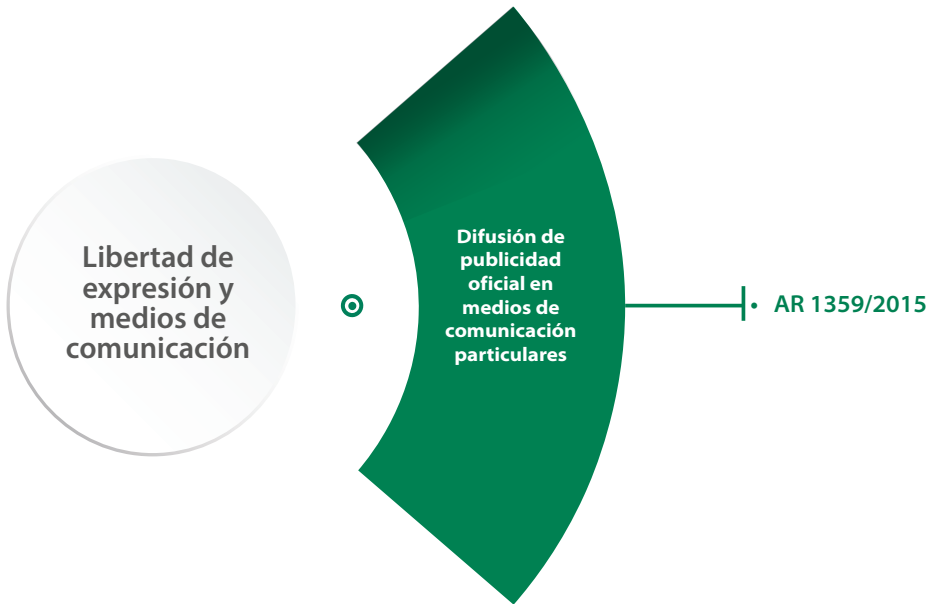 Libertad de
expresión y
medios de
comunicación
Difusión de
publicidad
oficial en
medios de
comunicación
particulares
• AR 1359/2015